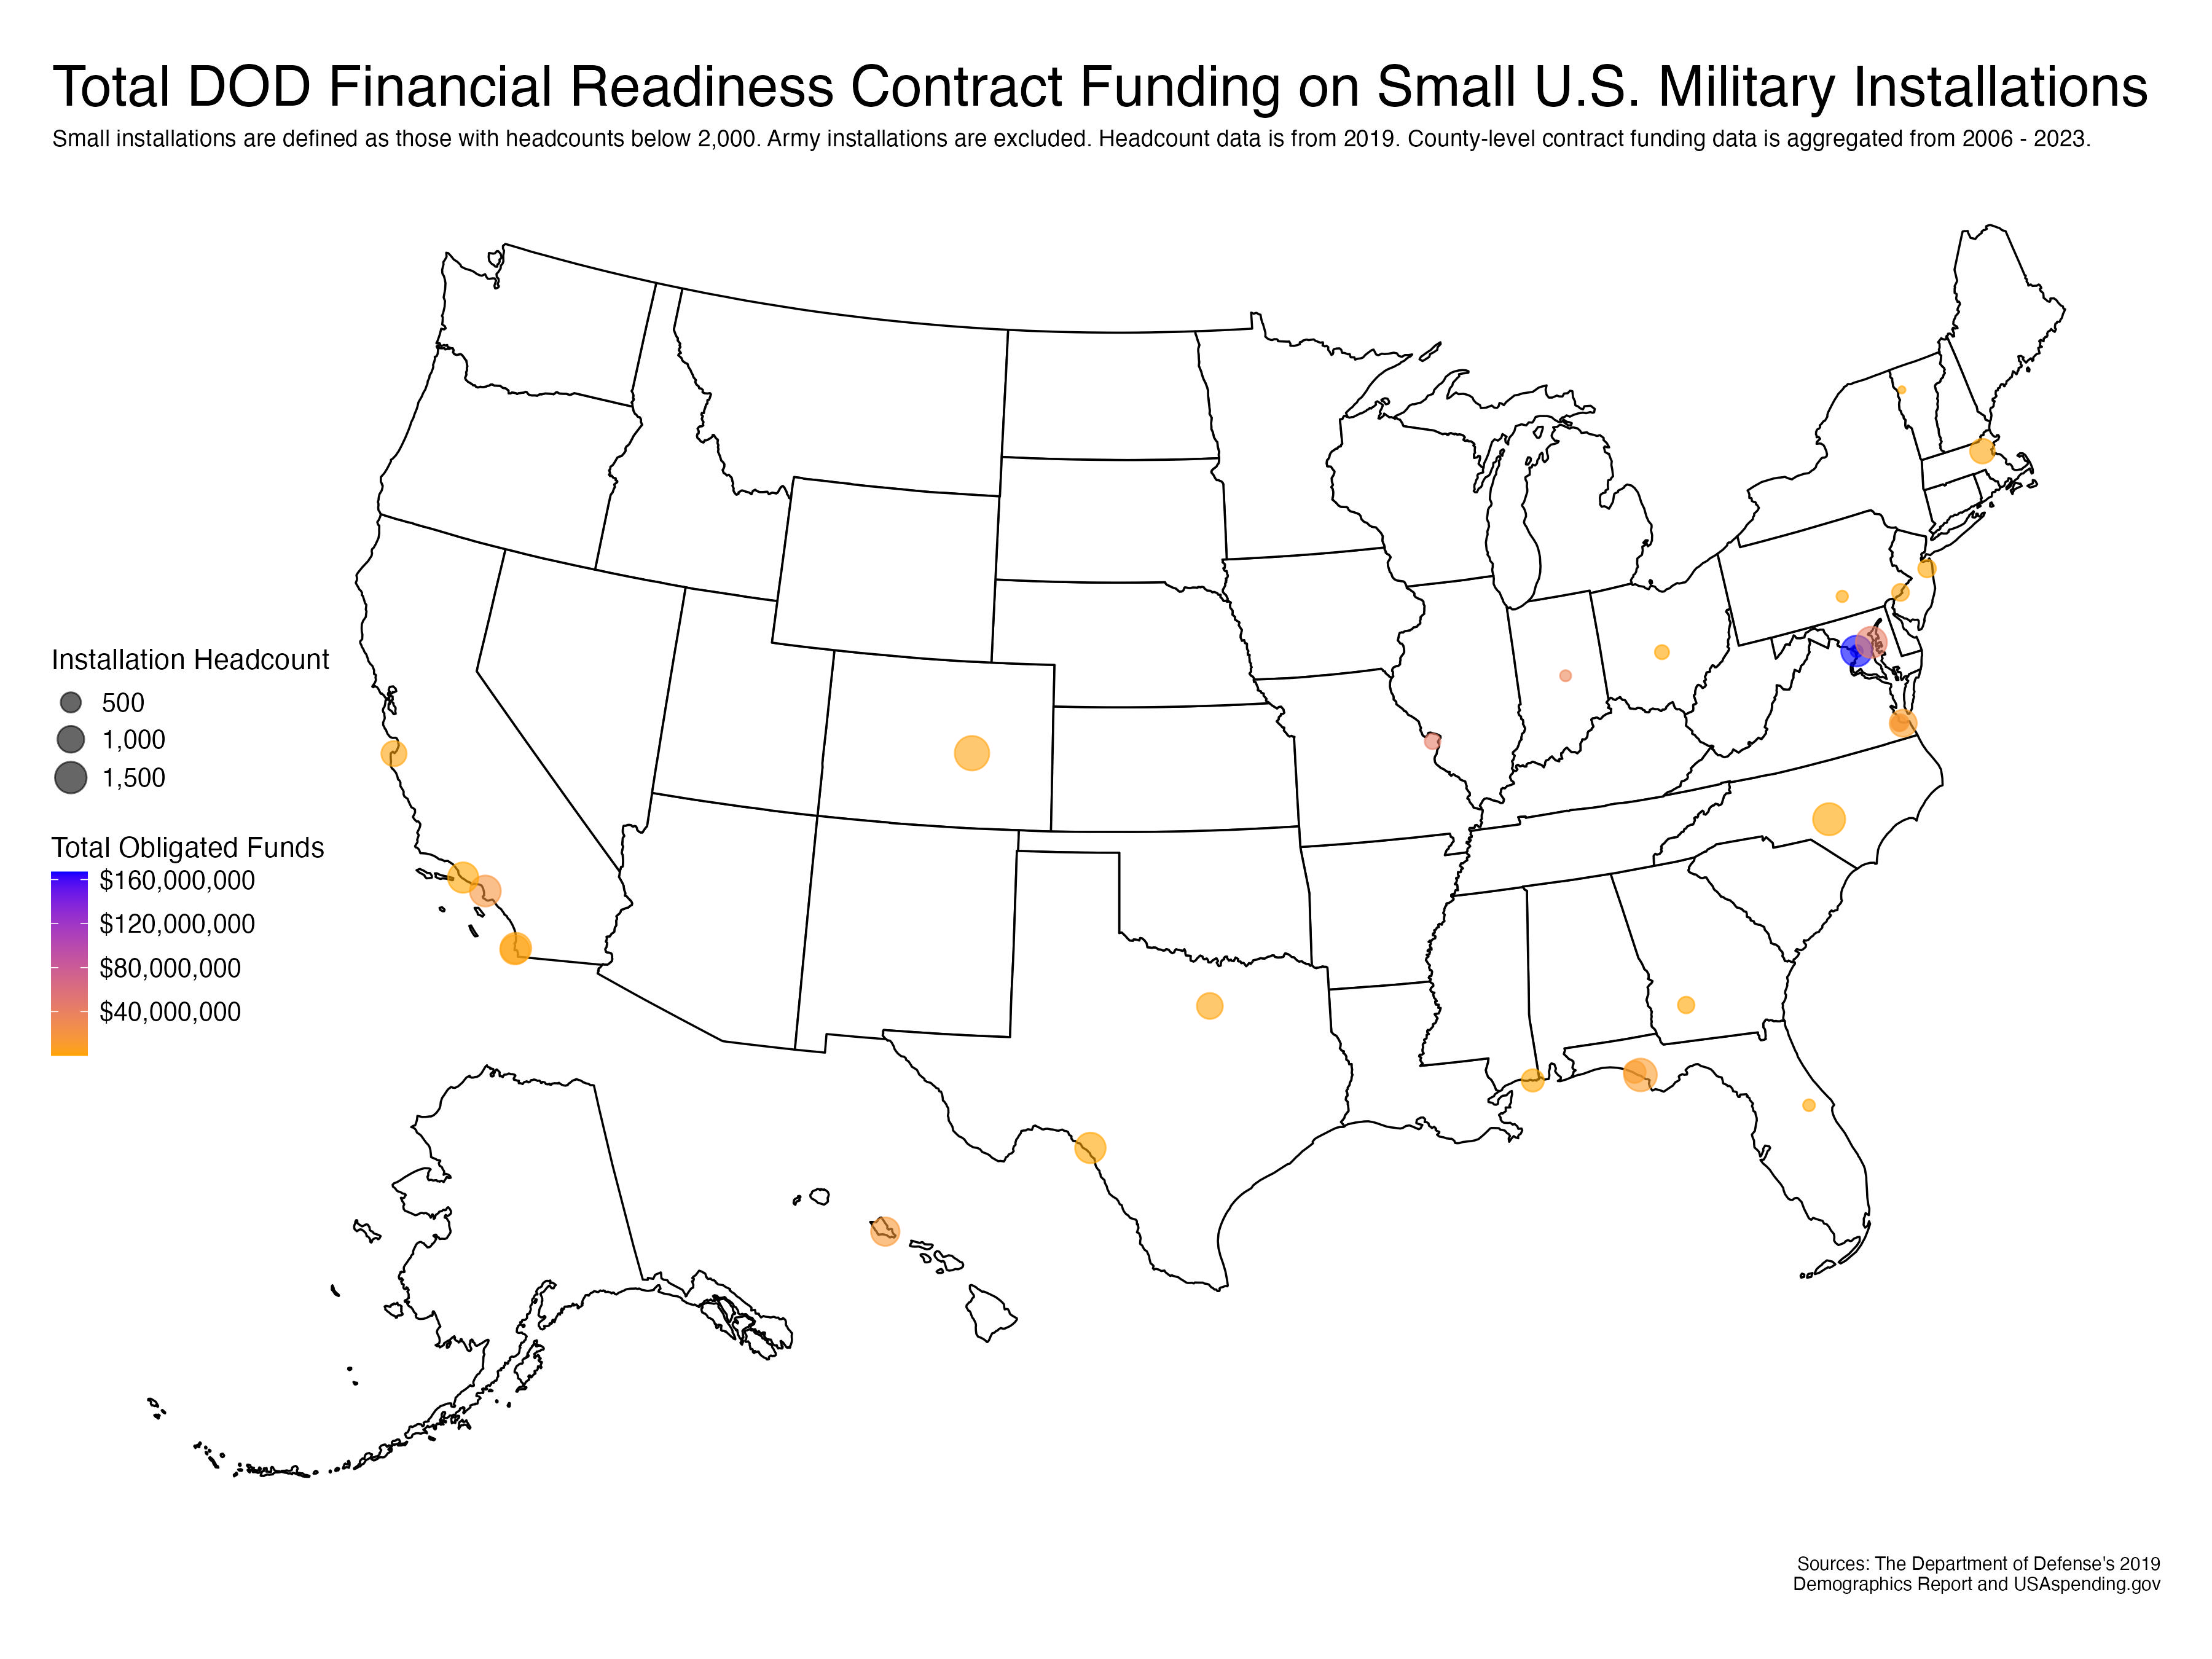 Total DOD Financial Readiness Contract Funding on Small U.S. Military Installations
Small installations are defined as those with headcounts below 2,000. Army installations are excluded. Headcount data is from 2019. County-level contract funding data is aggregated from 2006 - 2023.
Installation Headcount
500
1,000
1,500
Total Obligated Funds
$160,000,000
$120,000,000
$80,000,000
$40,000,000
Sources: The Department of Defense's 2019
Demographics Report and USAspending.gov